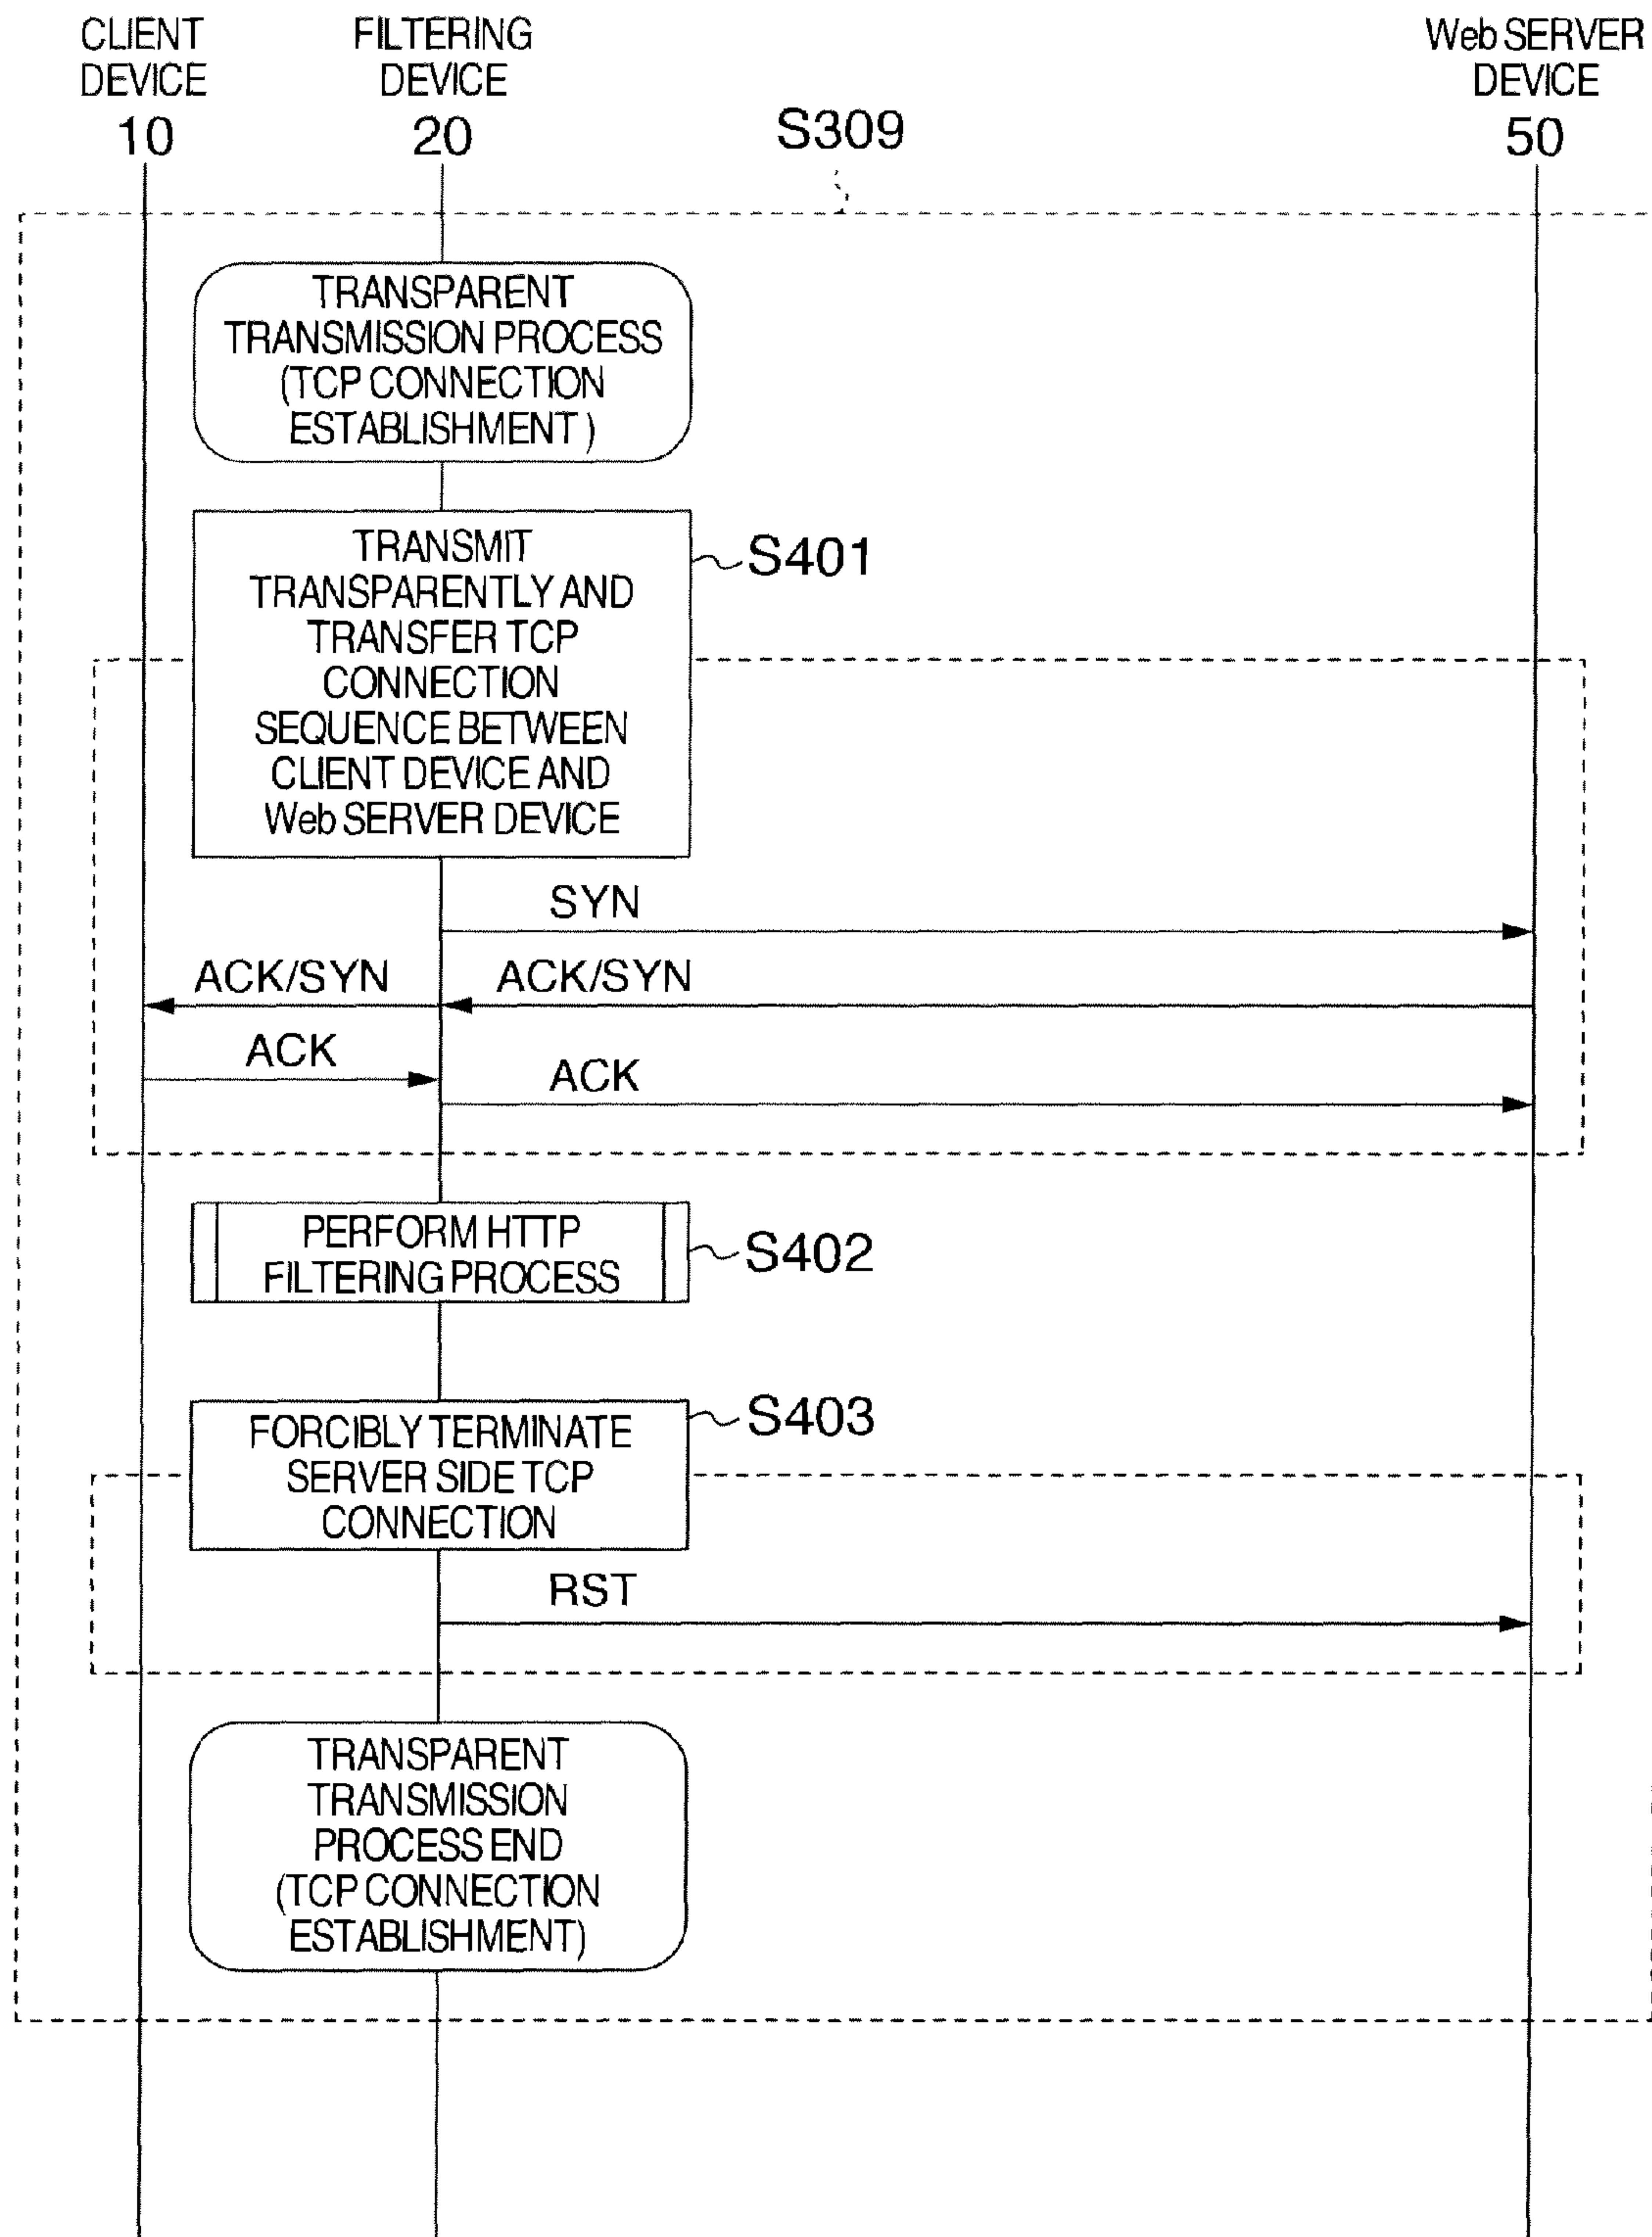 CLIENT
DEVICE
10
FILTERING
DEVICE
20
S309
Web SERVER
DEVICE
50
TRANSPARENT
TRANSMISSION PROCESS
(TCP CONNECTION
ESTABLISHMENT )
TRANSMIT
TRANSPARENTLY AND
TRANSFER TCP
CONNECTION
SEQUENCE BETWEEN
CLIENT DEVICE AND
Web SERVER DEVICE
S401
SYN
ACK/SYN
ACK/SYN
ACK
ACK
PERFORM HTTP
FILTERING PROCESS
S402
FORCIBLY TERMINATE
SERVER SIDE TCP
CONNECTION
S403
RST
TRANSPARENT
TRANSMISSION
PROCESS END
(TCP CONNECTION
ESTABLISHMENT)